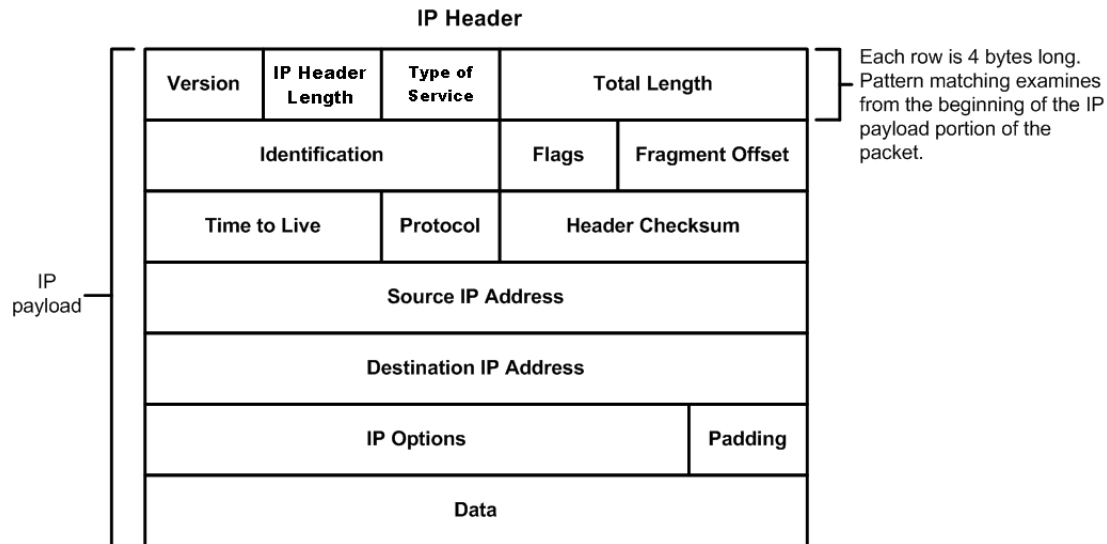 IP Header
Version
IP Header
Length
Type of
Service
Total Length
Each row is 4 bytes long.
Pattern matching examines
from the beginning of the IP
payload portion of the
packet.
Identification
Flags
Fragment Offset
Time to Live
Protocol
Header Checksum
IP
payload
Source IP Address
Destination IP Address
IP Options
Padding
Data